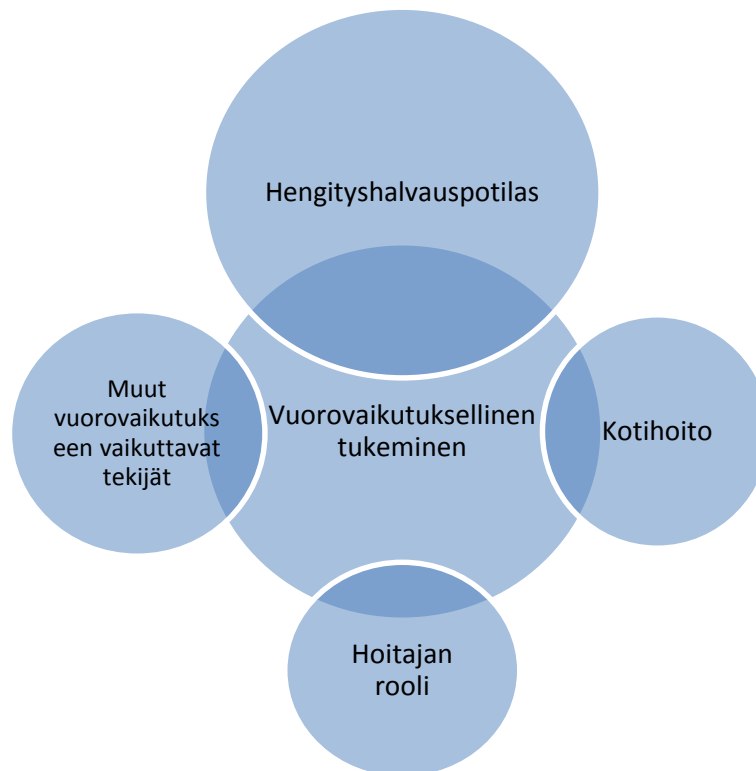 Hengityshalvauspotilas
Muut
vuorovaikutuks
een vaikuttavat
tekijät
Vuorovaikutuksellinen
tukeminen
Kotihoito
Hoitajan
rooli